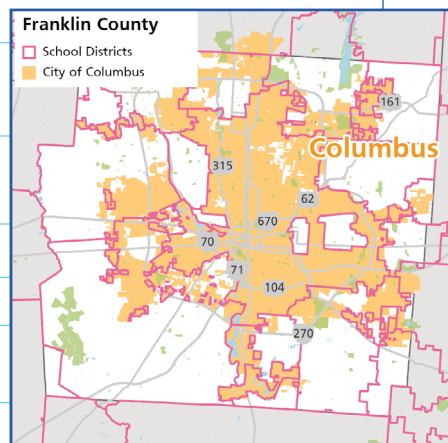 Franklin County
School Districts
City of Columbus
161
Columbus
315
62
670
70
71
104
270